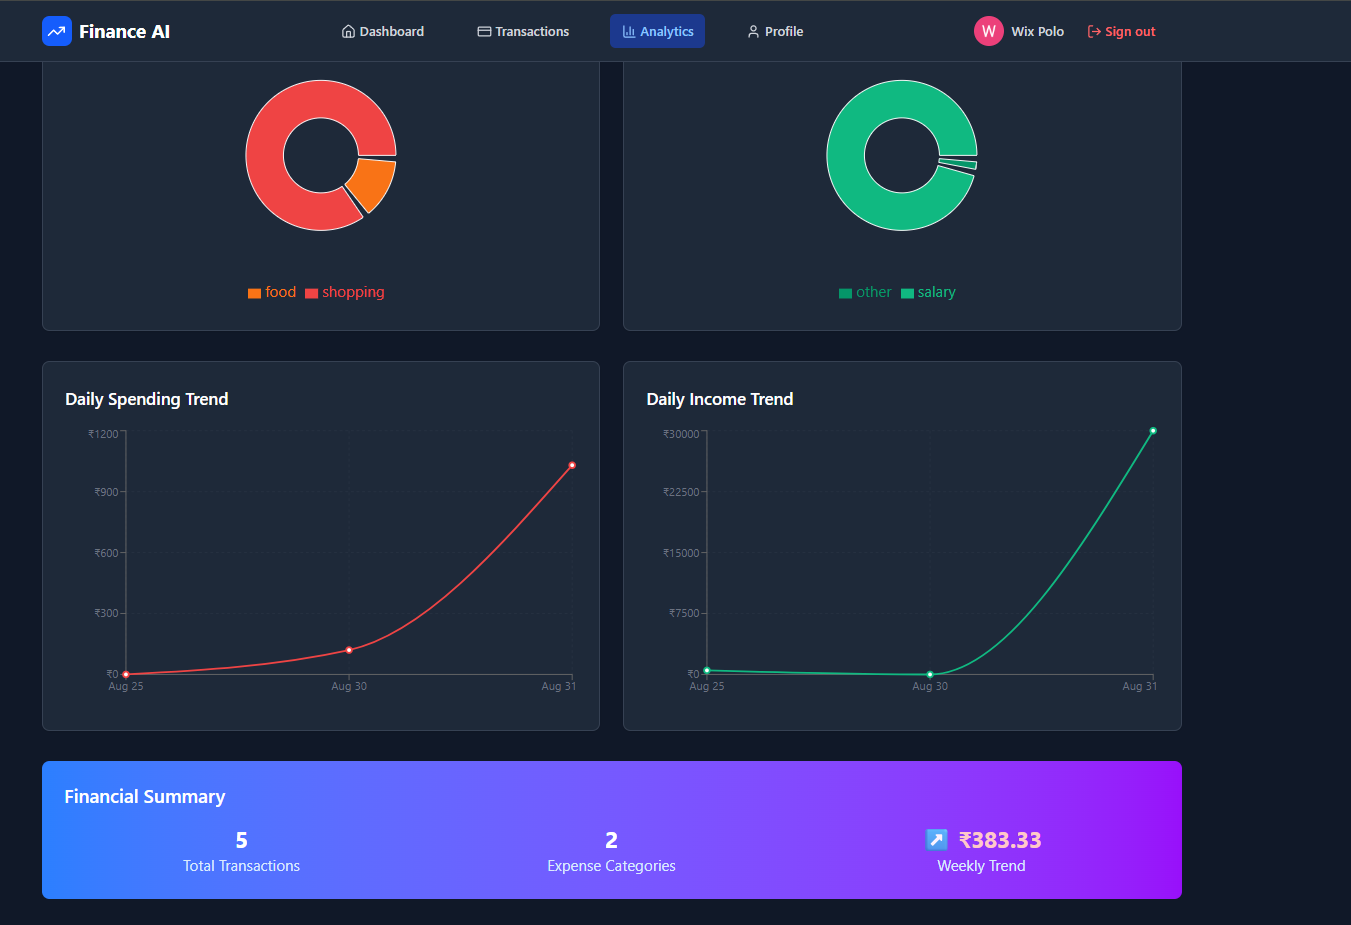 Finance AI
Dashboard
Transactions
Analytics
Profile
W
Wix Polo
Sign out
food
shopping
other
salary
Daily Spending Trend
₹1200
₹900
₹600
₹300
₹0
Aug 25
Aug 30
Aug 31
Daily Income Trend
₹30000
₹22500
₹15000
₹7500
₹0
Aug 25
Aug 30
Aug 31
Financial Summary
5
Total Transactions
2
Expense Categories
₹383.33
Weekly Trend